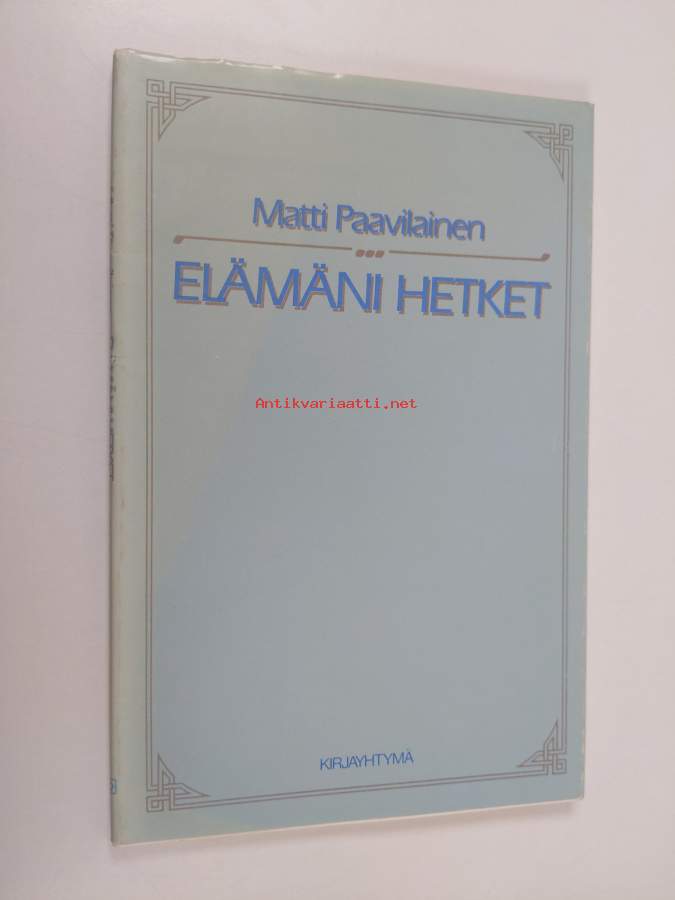 Matti Paavilainen
ELÄMÄNI HETKET
Antikvariaatti.net
KIRJAYHTYMÄ